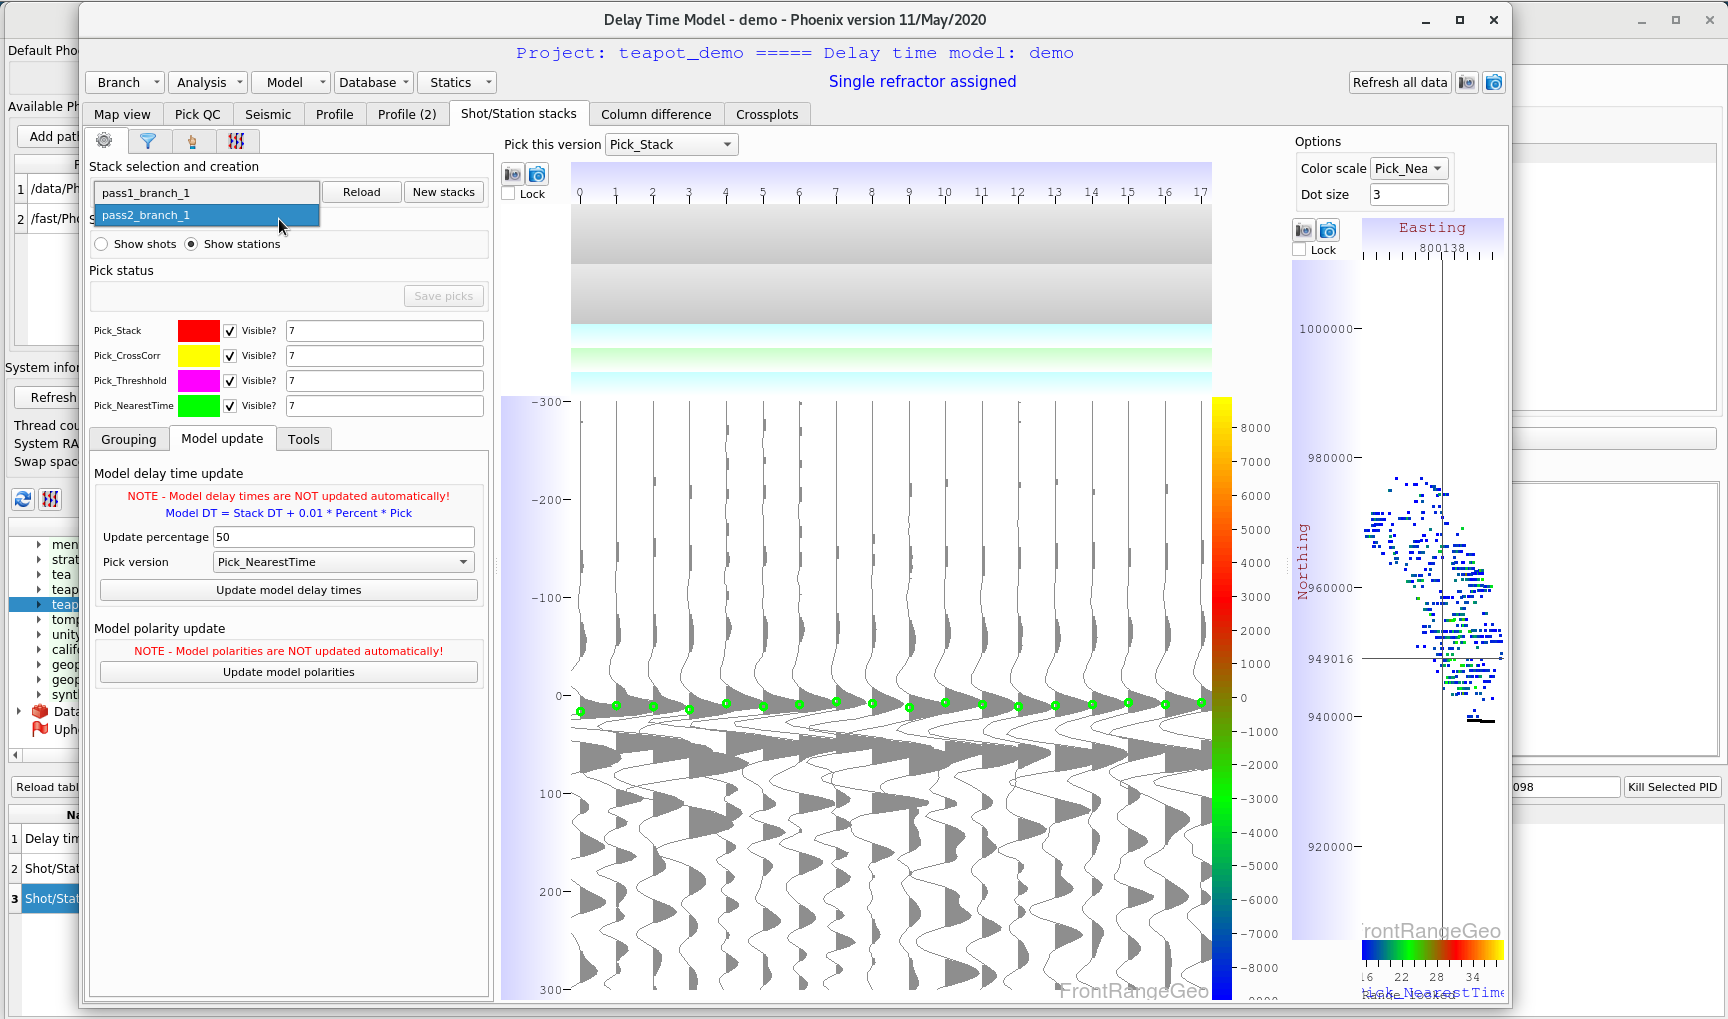 Delay Time Model - demo - Phoenix version 11/May/2020
Project: teapot_demo ===== Delay time model: demo
Default Pho
Branch
Analysis
Model
Database
Statics
Single refractor assigned
Refresh all data
Available Ph
Map view
Pick QC
Seismic
Profile
Profile (2)
Shot/Station stacks
Column difference
Crossplots
Add path
1 /data/Ph
2 /fast/Pho
System infor
Refresh
Thread cou
System RA
Swap spac
men
strat
tea
teap
teap
tomp
unity
califo
geop
geop
synt
Data
Upho
Reload tabl
Na
1 Delay tim
2 Shot/Stat
3 Shot/Stat
Stack selection and creation
pass1_branch_1
Reload
New stacks
pass2_branch_1
Show shots
Show stations
Pick status
Save picks
Pick_Stack Visible? 7
Pick_CrossCorr Visible? 7
Pick_Threshhold Visible? 7
Pick_NearestTime Visible? 7
Grouping
Model update
Tools
Model delay time update
NOTE - Model delay times are NOT updated automatically!
Model DT = Stack DT + 0.01 * Percent * Pick
Update percentage 50
Pick version Pick_NearestTime
Update model delay times
Model polarity update
NOTE - Model polarities are NOT updated automatically!
Update model polarities
Pick this version Pick_Stack
Lock
0 1 2 3 4 5 6 7 8 9 10 11 12 13 14 15 16 17
-300
-200
-100
0
100
200
300
FrontRangeGeo
8000
7000
6000
5000
4000
3000
2000
1000
0
-1000
-2000
-3000
-4000
-5000
-6000
-7000
-8000
Options
Color scale Pick_Nea
Dot size 3
Lock
Easting
800138
Northing
1000000
980000
960000
949016
940000
920000
rontRangeGeo
16 22 28 34
Pick_NearestTime
Range locked
098
Kill Selected PID